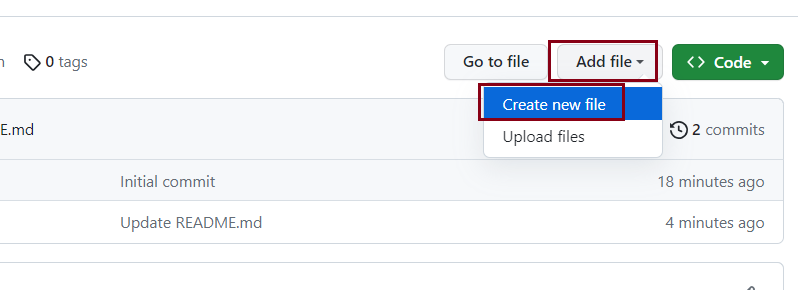 0 tags
Go to file
Add file
Code
Create new file
Upload files
E.md
2 commits
Initial commit
18 minutes ago
Update README.md
4 minutes ago